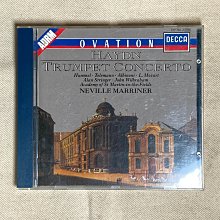 ADRM
OVATION
DECCA
HAYDN
TRUMPET CONCERTO
Hummel · Telemann · Albinoni · L. Mozart
Alan Stringer · John Wilbraham
Academy of St Martin-in-the-Fields
NEVILLE MARRINER